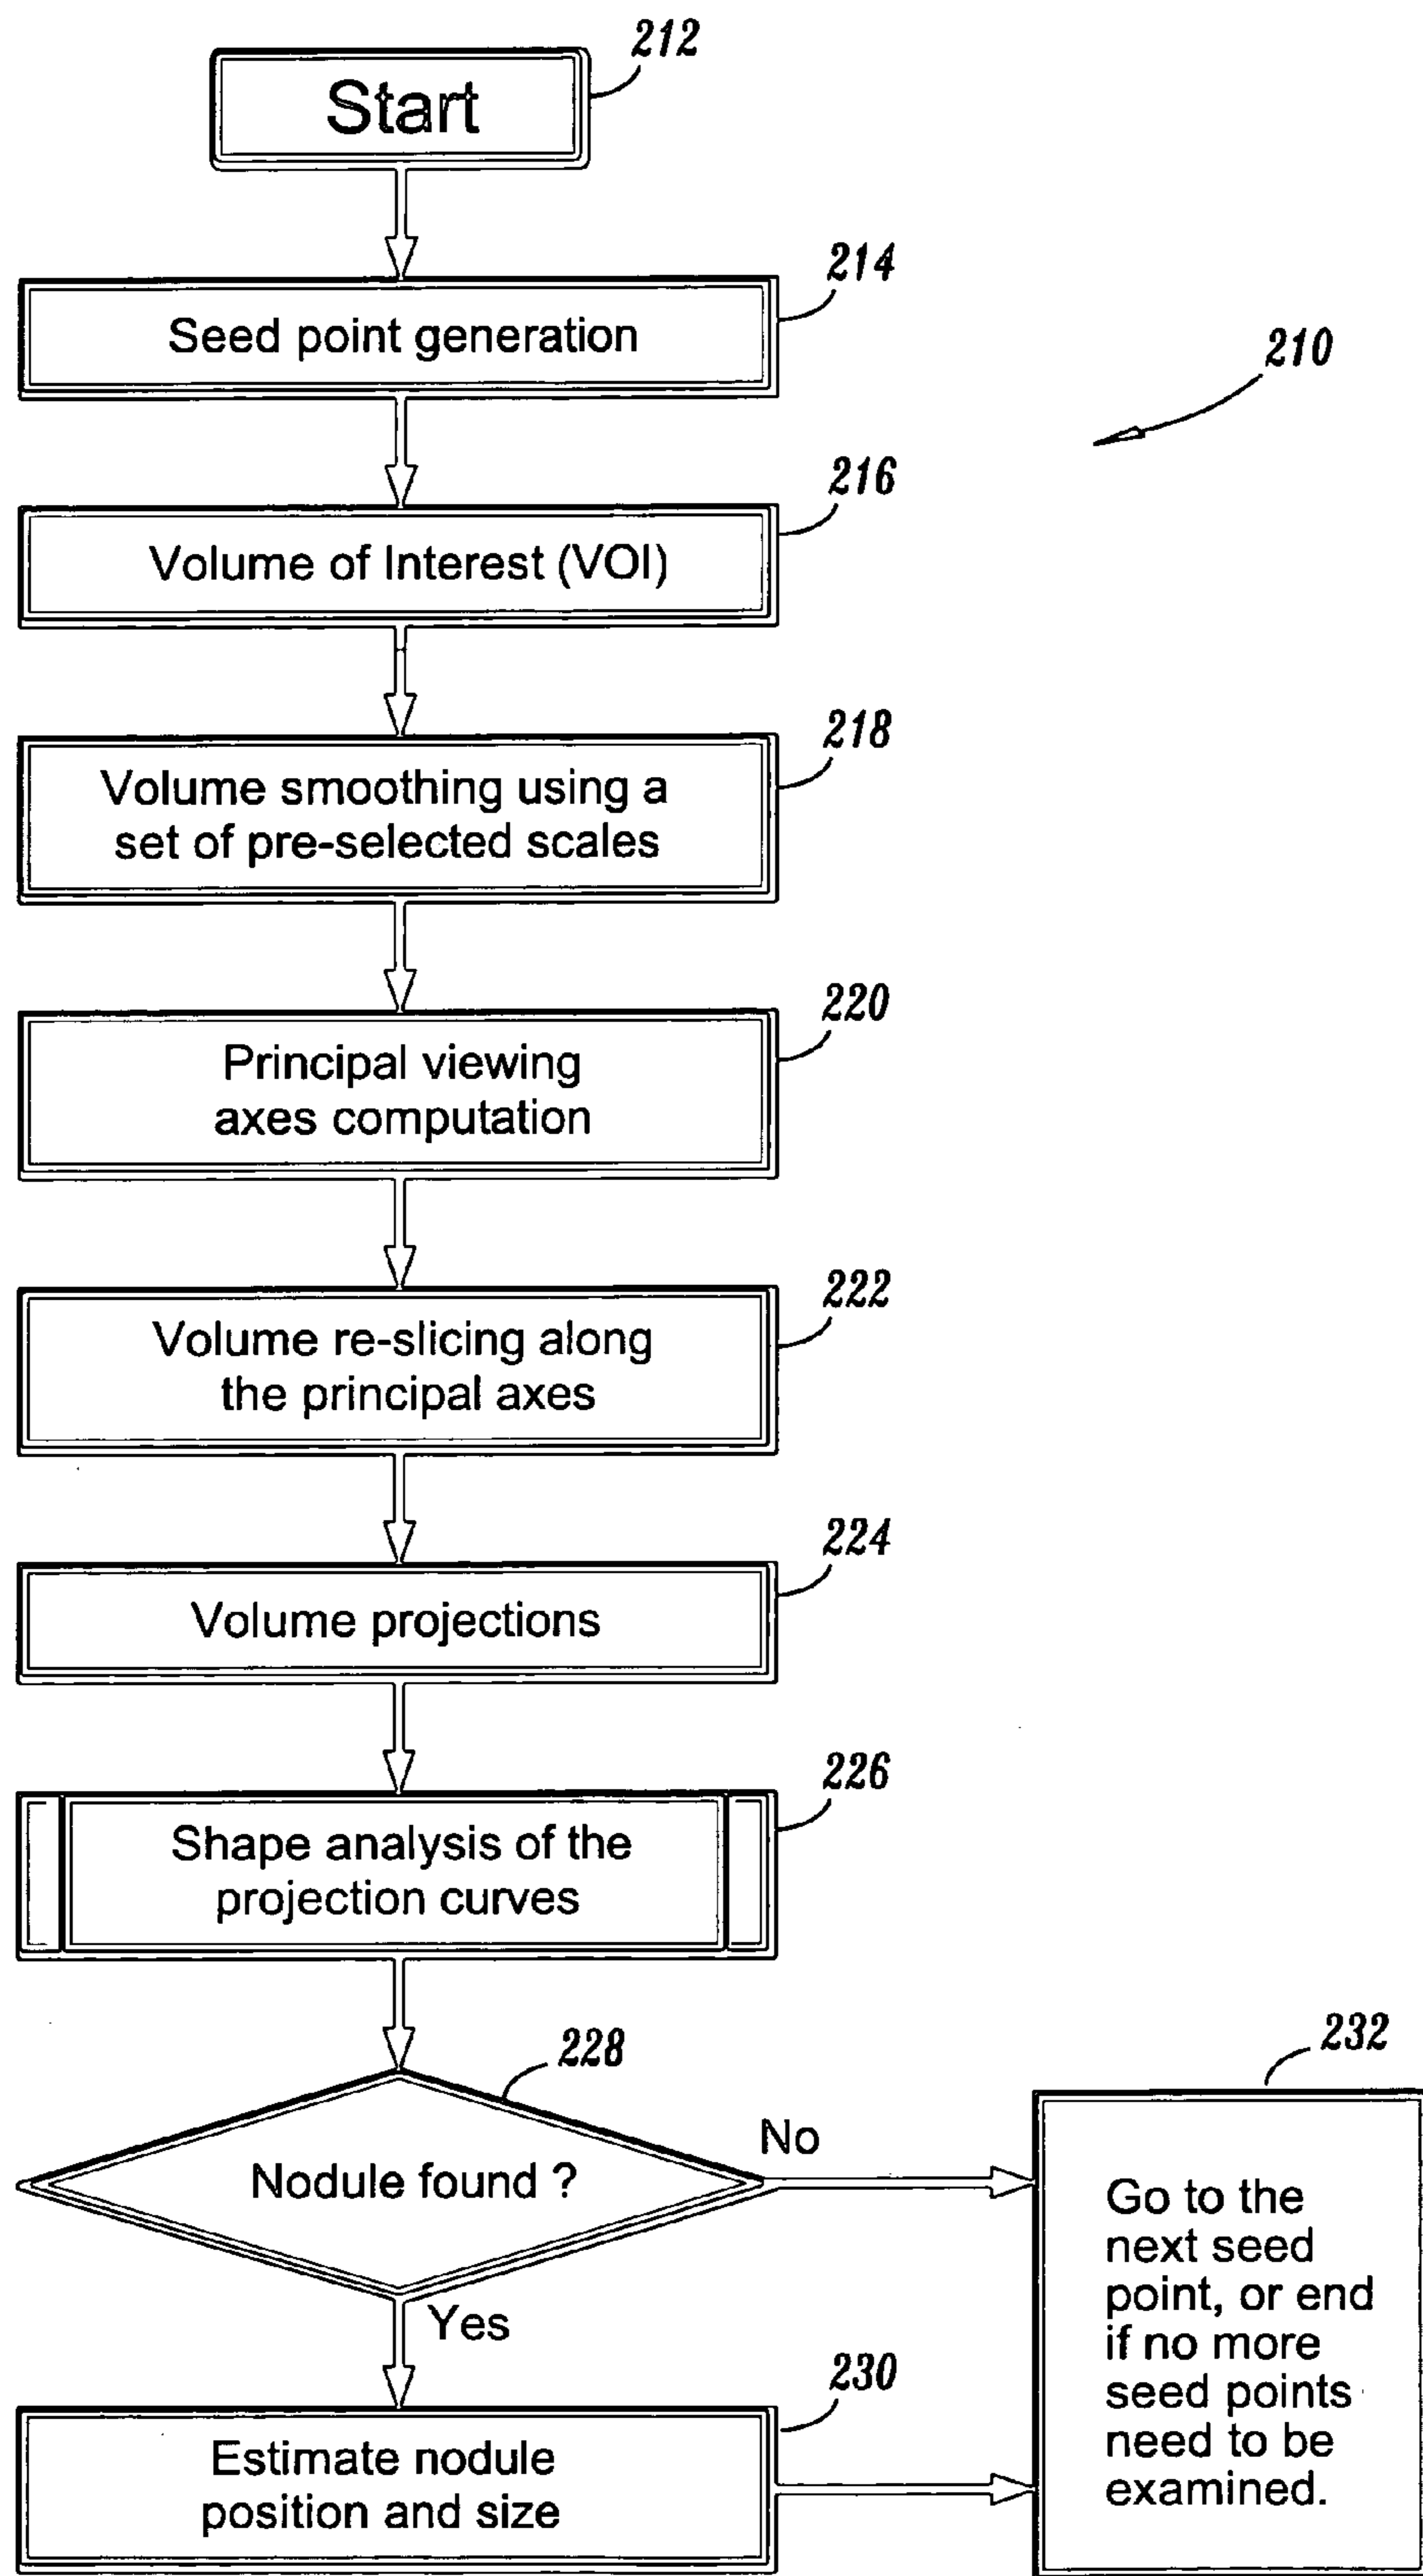 212
Start
214
Seed point generation
210
216
Volume of Interest (VOI)
218
Volume smoothing using a
set of pre-selected scales
220
Principal viewing
axes computation
222
Volume re-slicing along
the principal axes
224
Volume projections
226
Shape analysis of the
projection curves
228
Nodule found ?
No
Yes
230
Estimate nodule
position and size
232
Go to the
next seed
point, or end
if no more
seed points
need to be
examined.